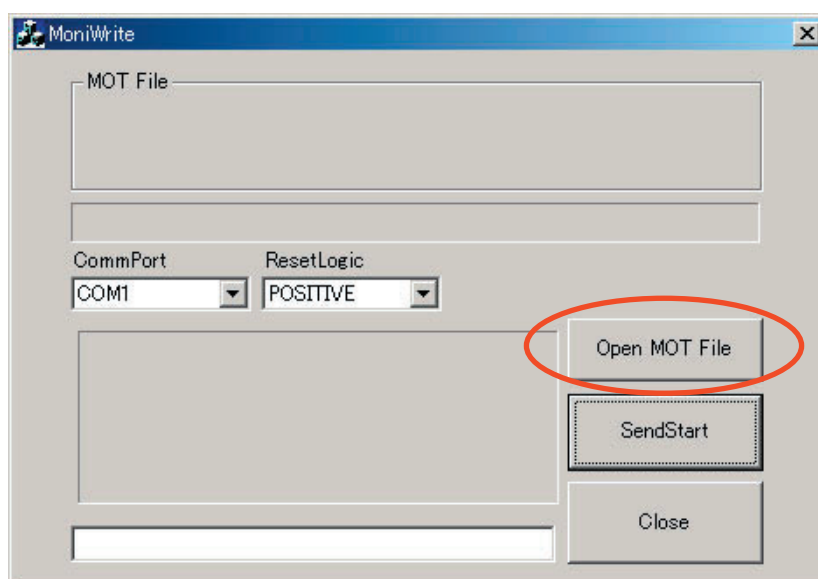 MoniWrite
MOT File
CommPort ResetLogic
COM1 POSITIVE
Open MOT File
SendStart
Close